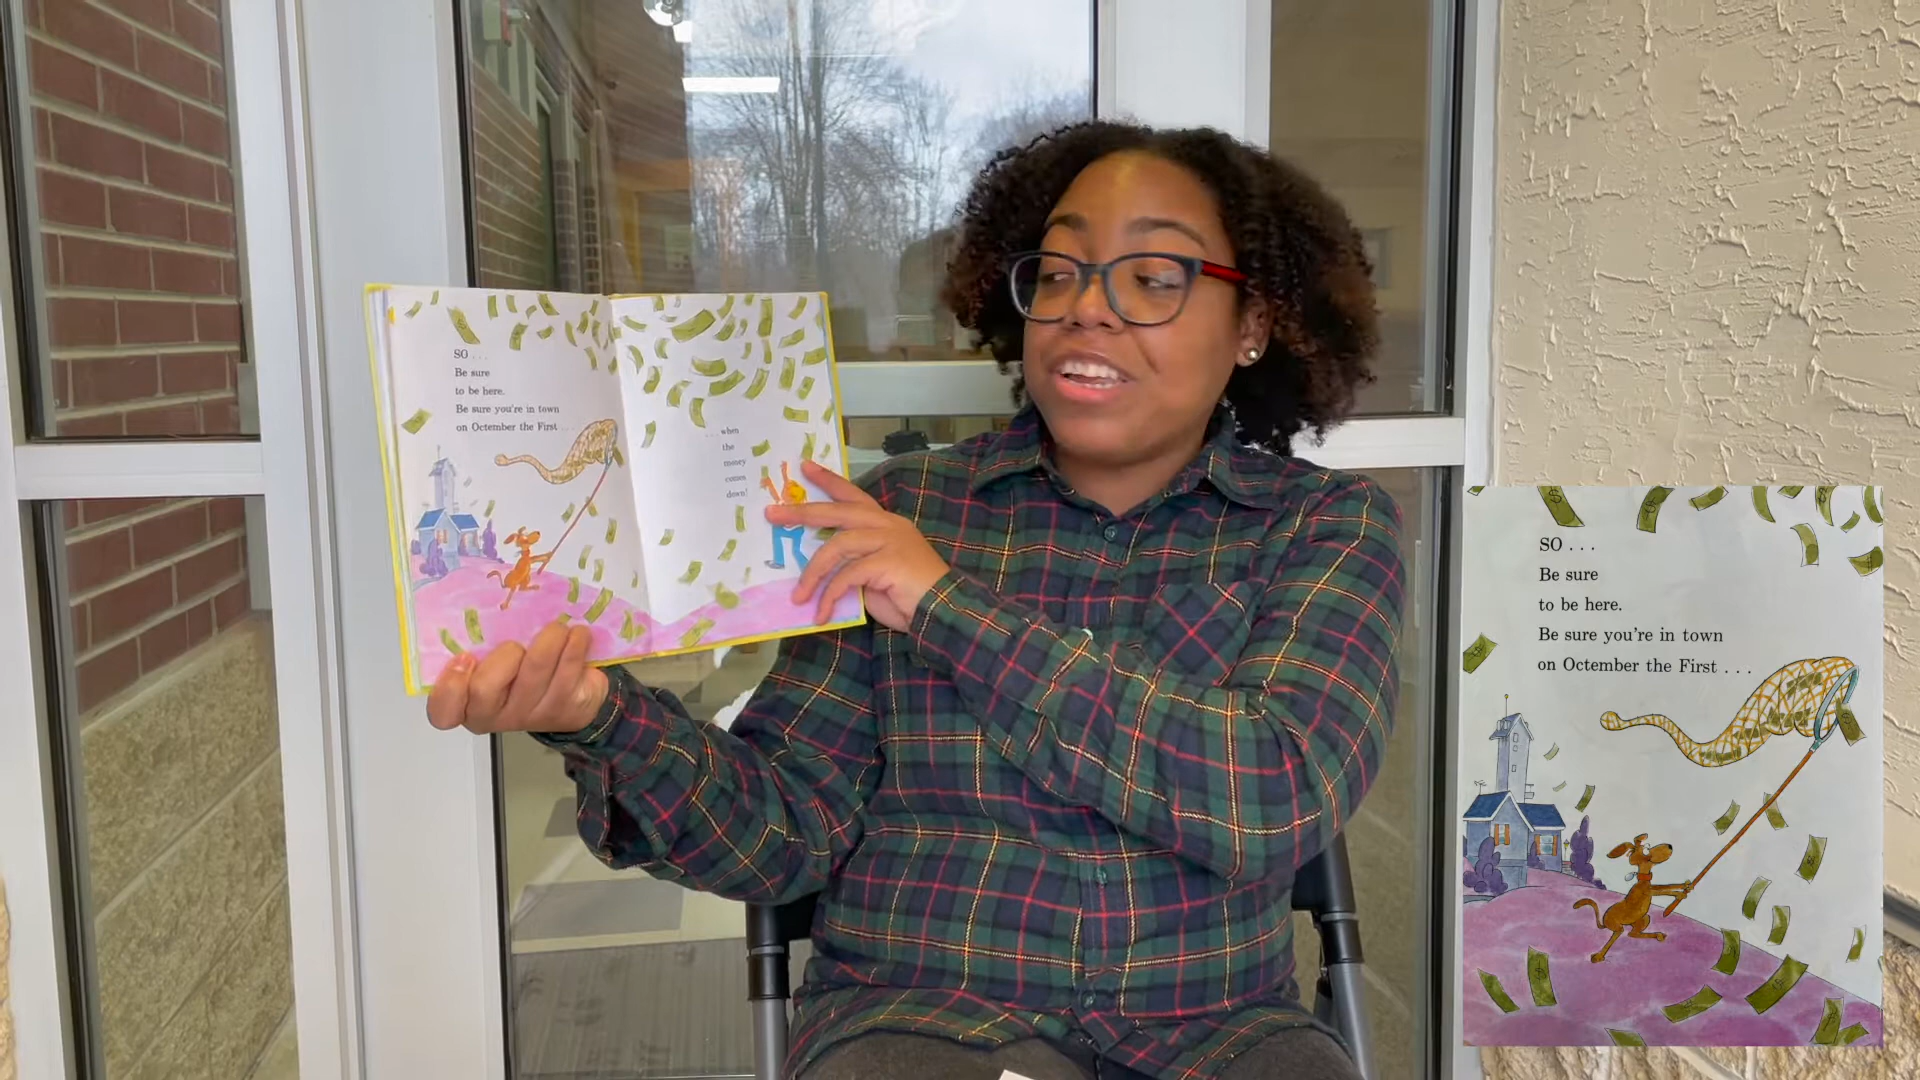 SO . . .
Be sure
to be here.
Be sure you're in town
on October the First . . .
. . . when
the
money
comes
down!
SO . . .
Be sure
to be here.
Be sure you're in town
on Octember the First . . .